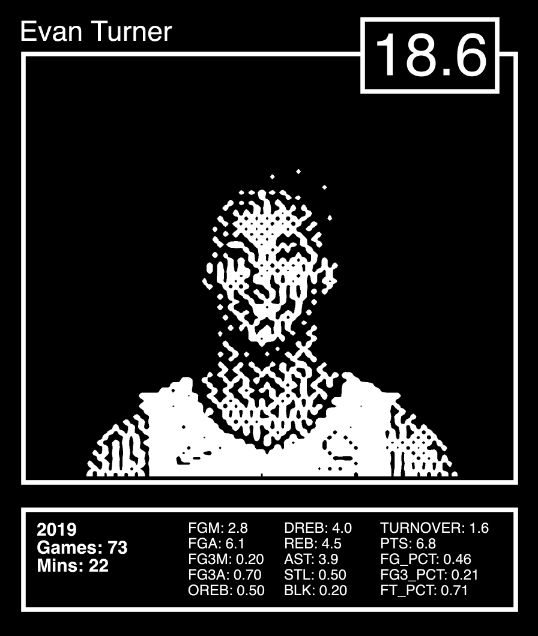 Evan Turner
18.6
2019
Games: 73
Mins: 22
FGM: 2.8
FGA: 6.1
FG3M: 0.20
FG3A: 0.70
OREB: 0.50
DREB: 4.0
REB: 4.5
AST: 3.9
STL: 0.50
BLK: 0.20
TURNOVER: 1.6
PTS: 6.8
FG_PCT: 0.46
FG3_PCT: 0.21
FT_PCT: 0.71